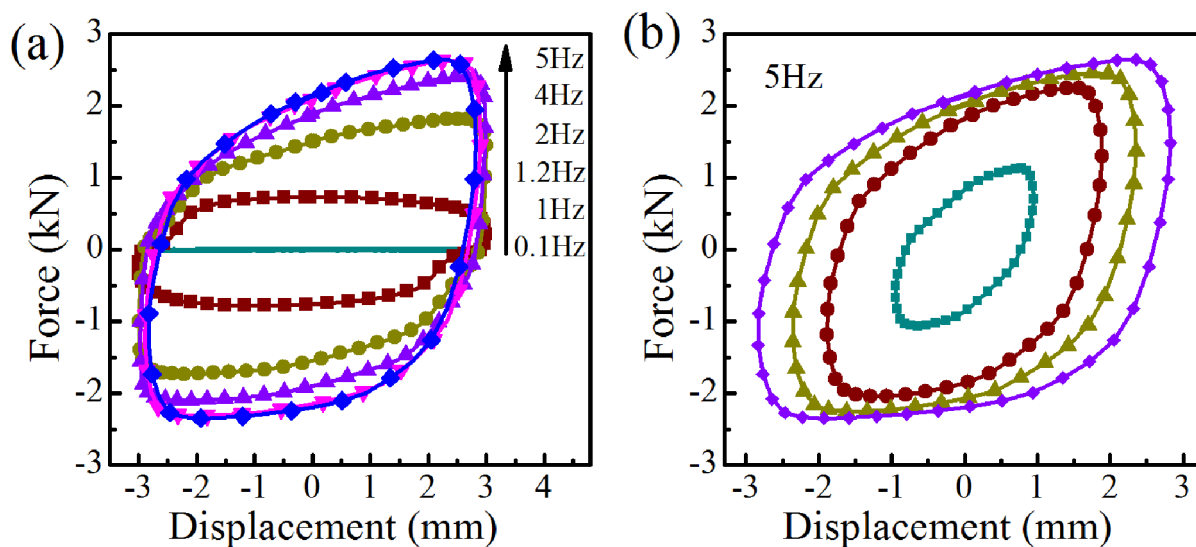 (a)
3
2
1
0
-1
-2
-3
Force (kN)
-3 -2 -1 0 1 2 3 4
Displacement (mm)
5Hz
4Hz
2Hz
1.2Hz
1Hz
0.1Hz
(b)
5Hz
3
2
1
0
-1
-2
-3
Force (kN)
-3 -2 -1 0 1 2 3
Displacement (mm)